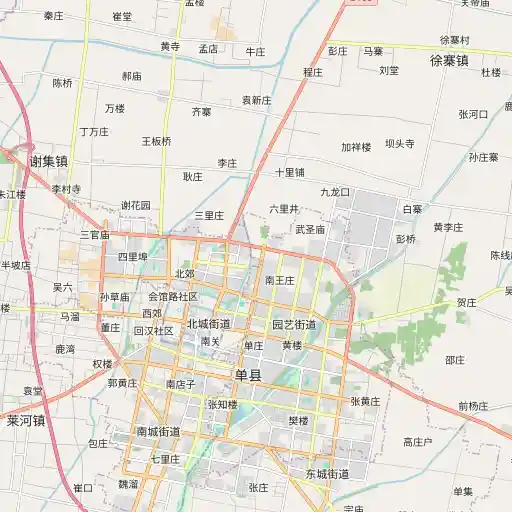 秦庄
崔堂
孟楼
关帝庙
黄寺
孟店
牛庄
彭庄
马寨
徐寨村
徐寨镇
陈桥
郝庙
程庄
刘堂
杜楼
万楼
齐寨
袁新庄
张河口
丁万庄
王板桥
加祥楼
坝头寺
谢集镇
李庄
十里铺
孙庄寨
耿庄
朱江楼
李村寺
九龙口
谢花园
三里庄
六里井
白寨
三官庙
武圣庙
彭桥
黄李庄
半坡店
四里埠
陈线庙
北郊
南王庄
吴六
孙草庙
会馆路社区
贺庄
马溜
西郊
董庄
回汉社区
北城街道
园艺街道
鹿湾
南关
单庄
黄楼
权楼
邵庄
郭黄庄
南店子
单县
袁堂
张知楼
张黄庄
前杨庄
莱河镇
樊楼
南城街道
高庄户
包庄
七里庄
东城街道
崔口
魏溜
张庄
单集
宗庙